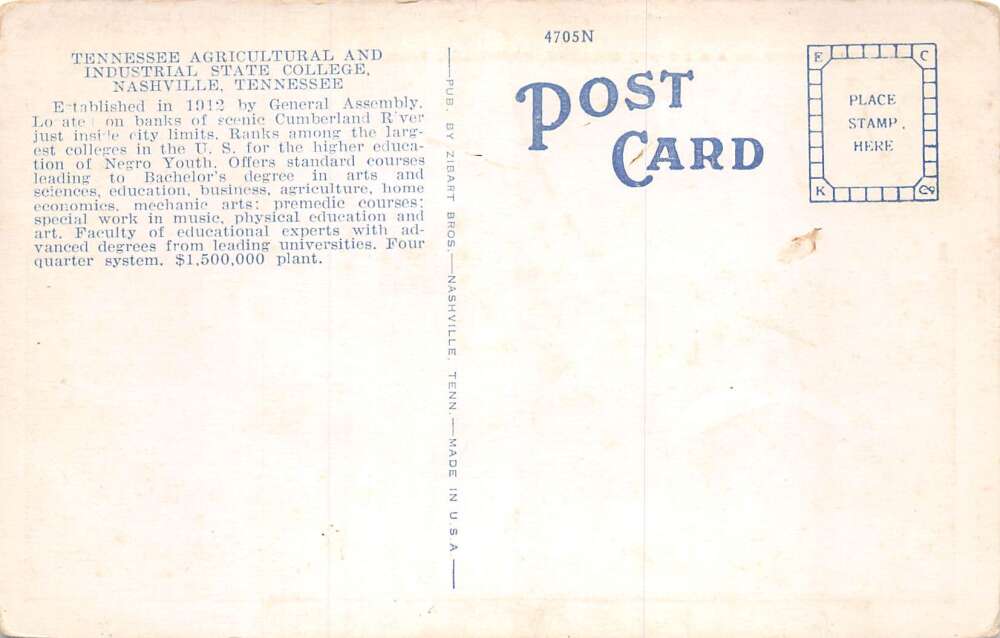 4705N
TENNESSEE AGRICULTURAL AND
INDUSTRIAL STATE COLLEGE,
NASHVILLE, TENNESSEE
Established in 1912 by General Assembly.
Located on banks of scenic Cumberland River
just inside city limits. Ranks among the larg-
est colleges in the U. S. for the higher educa-
tion of Negro Youth. Offers standard courses
leading to Bachelor's degree in arts and
sciences, education, business, agriculture, home
economics, mechanic arts; premedic courses;
special work in music, physical education and
art. Faculty of educational experts with ad-
vanced degrees from leading universities. Four
quarter system. $1,500,000 plant.
PUB. BY ZIBART BROS.—NASHVILLE, TENN.—MADE IN U.S.A.
POST
CARD
E C
PLACE
STAMP
HERE
K Co